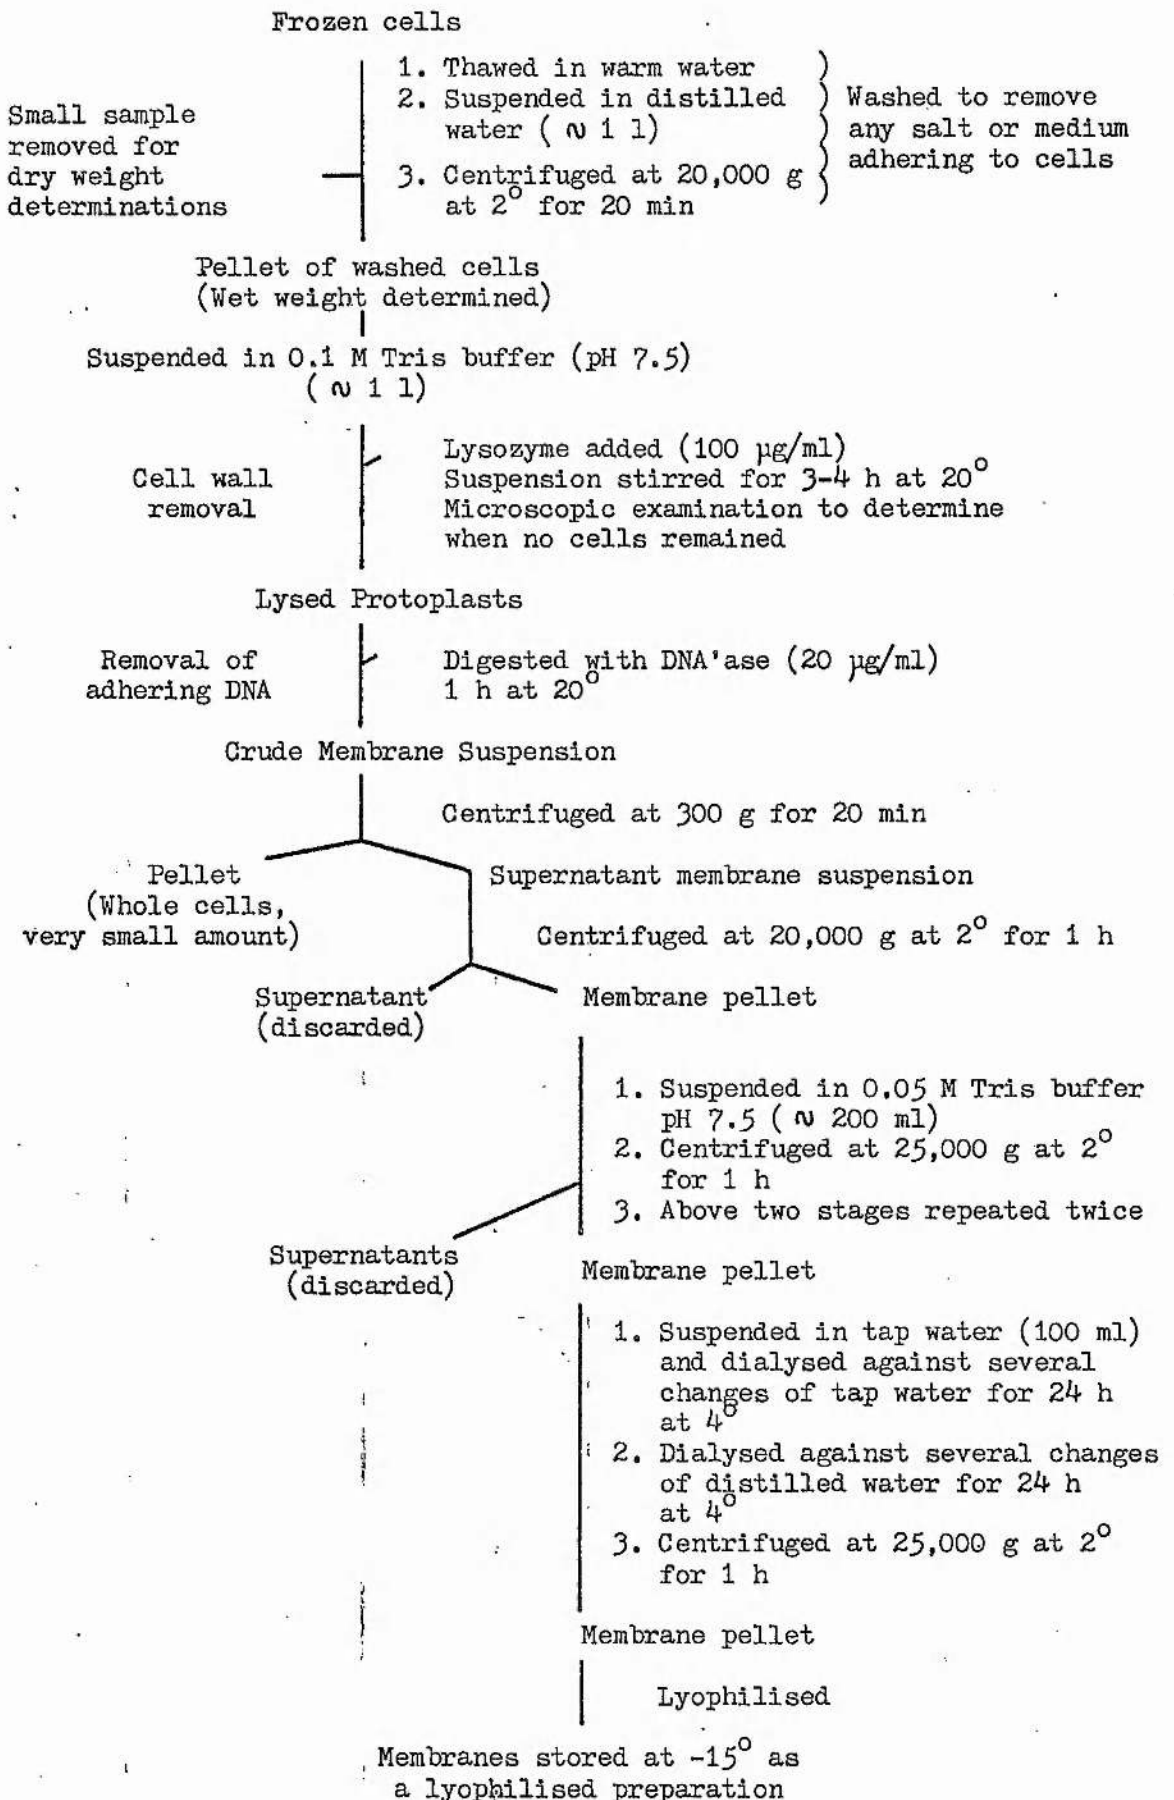 Frozen cells
1. Thawed in warm water
2. Suspended in distilled
water ( ~ 1 l)
3. Centrifuged at 20,000 g
at 2° for 20 min
Washed to remove
any salt or medium
adhering to cells
Small sample
removed for
dry weight
determinations
Pellet of washed cells
(Wet weight determined)
Suspended in 0.1 M Tris buffer (pH 7.5)
( ~ 1 l)
Cell wall
removal
Lysozyme added (100 µg/ml)
Suspension stirred for 3-4 h at 20°
Microscopic examination to determine
when no cells remained
Lysed Protoplasts
Removal of
adhering DNA
Digested with DNA'ase (20 µg/ml)
1 h at 20°
Crude Membrane Suspension
Centrifuged at 300 g for 20 min
Pellet
(Whole cells,
very small amount)
Supernatant membrane suspension
Centrifuged at 20,000 g at 2° for 1 h
Supernatant
(discarded)
Membrane pellet
1. Suspended in 0.05 M Tris buffer
pH 7.5 ( ~ 200 ml)
2. Centrifuged at 25,000 g at 2°
for 1 h
3. Above two stages repeated twice
Supernatants
(discarded)
Membrane pellet
1. Suspended in tap water (100 ml)
and dialysed against several
changes of tap water for 24 h
at 4°
2. Dialysed against several changes
of distilled water for 24 h
at 4°
3. Centrifuged at 25,000 g at 2°
for 1 h
Membrane pellet
Lyophilised
Membranes stored at -15° as
a lyophilised preparation